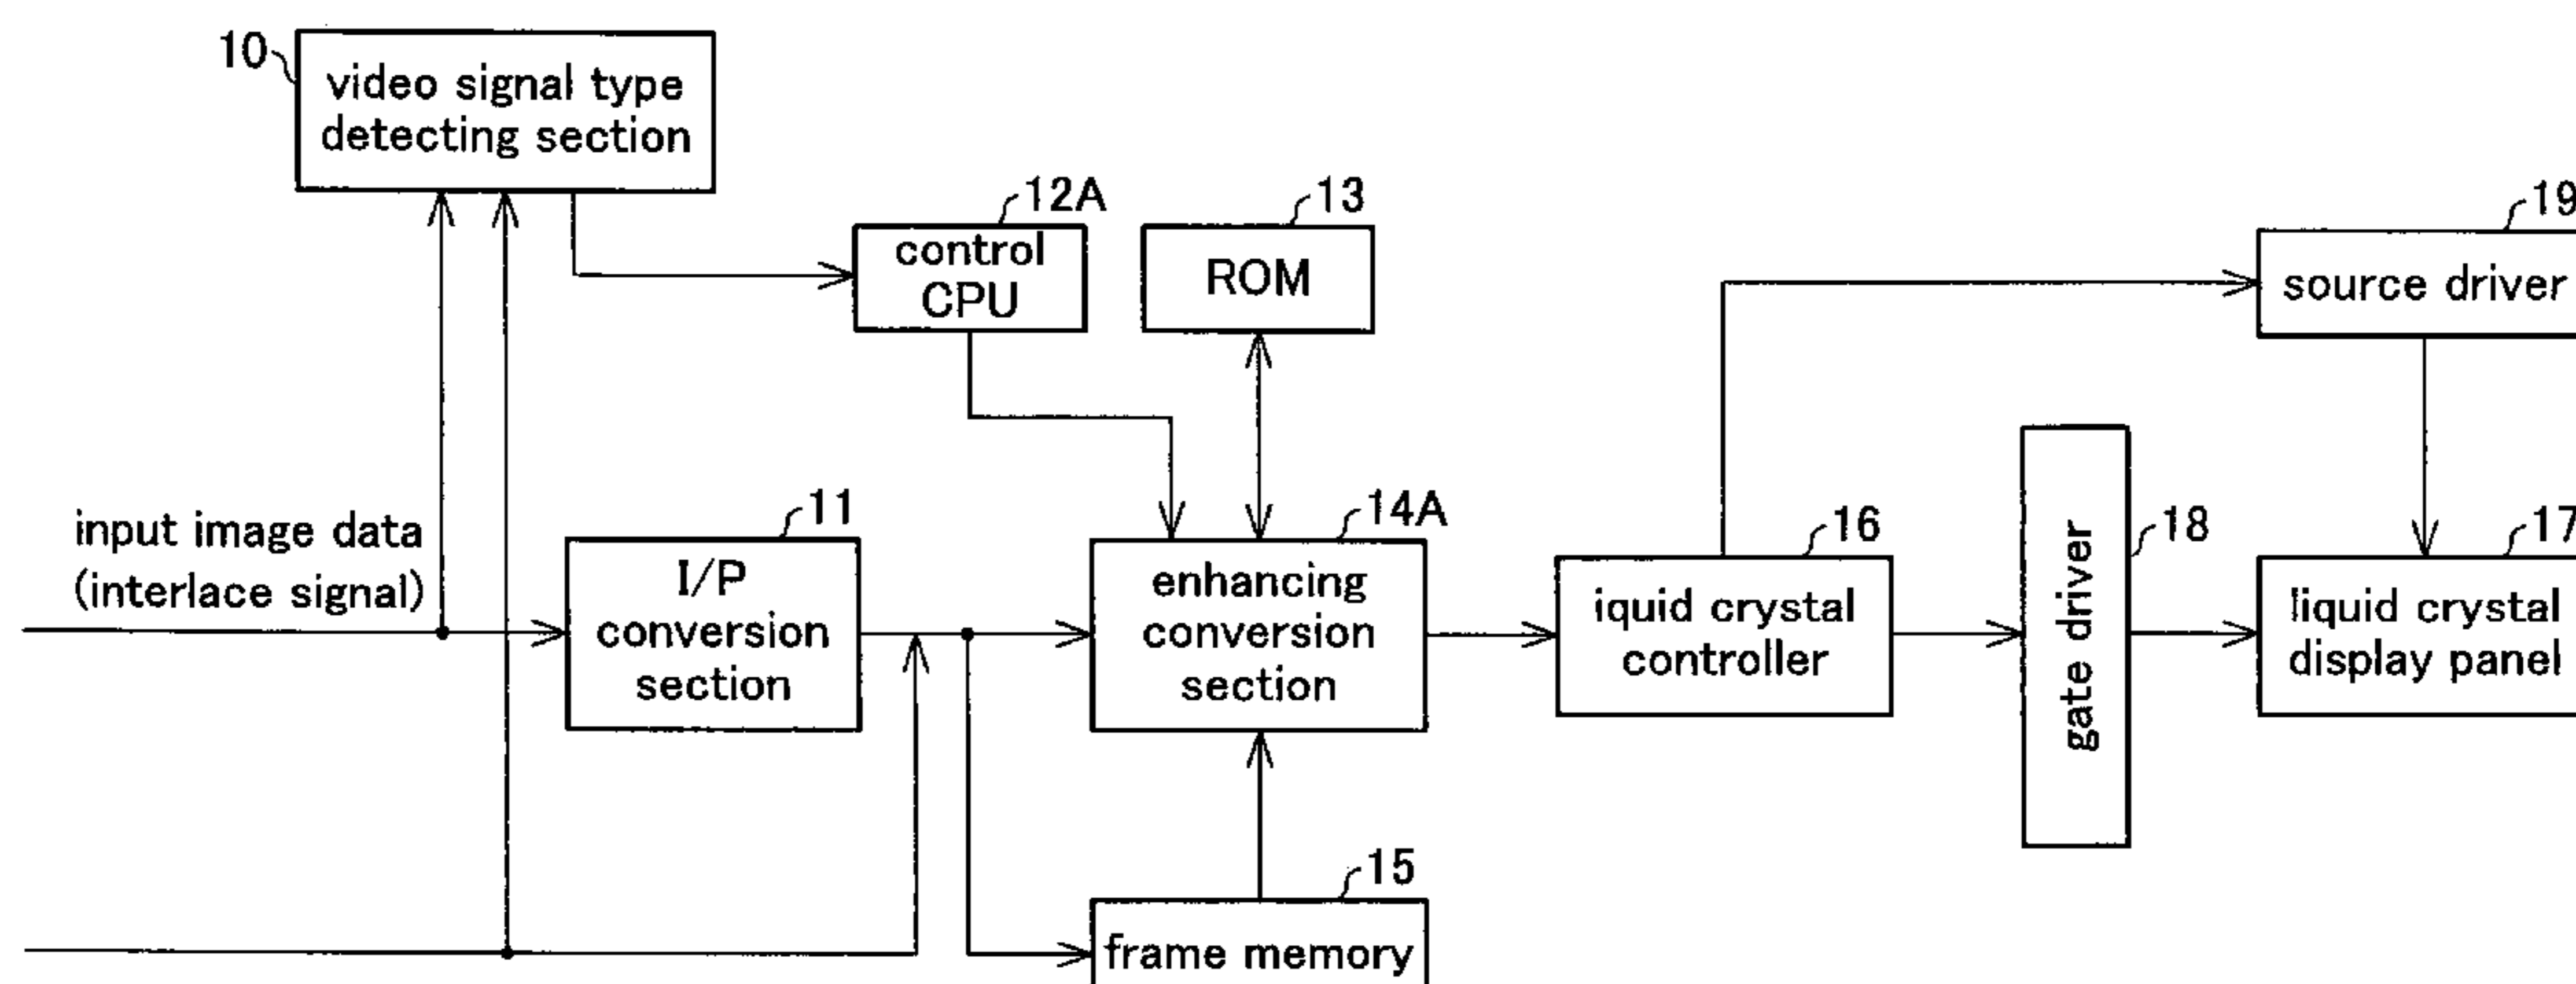 10
video signal type
detecting section
12A
control
CPU
13
ROM
19
source driver
input image data
(interlace signal)
11
I/P
conversion
section
14A
enhancing
conversion
section
16
iquid crystal
controller
18
gate driver
17
liquid crystal
display panel
15
frame memory